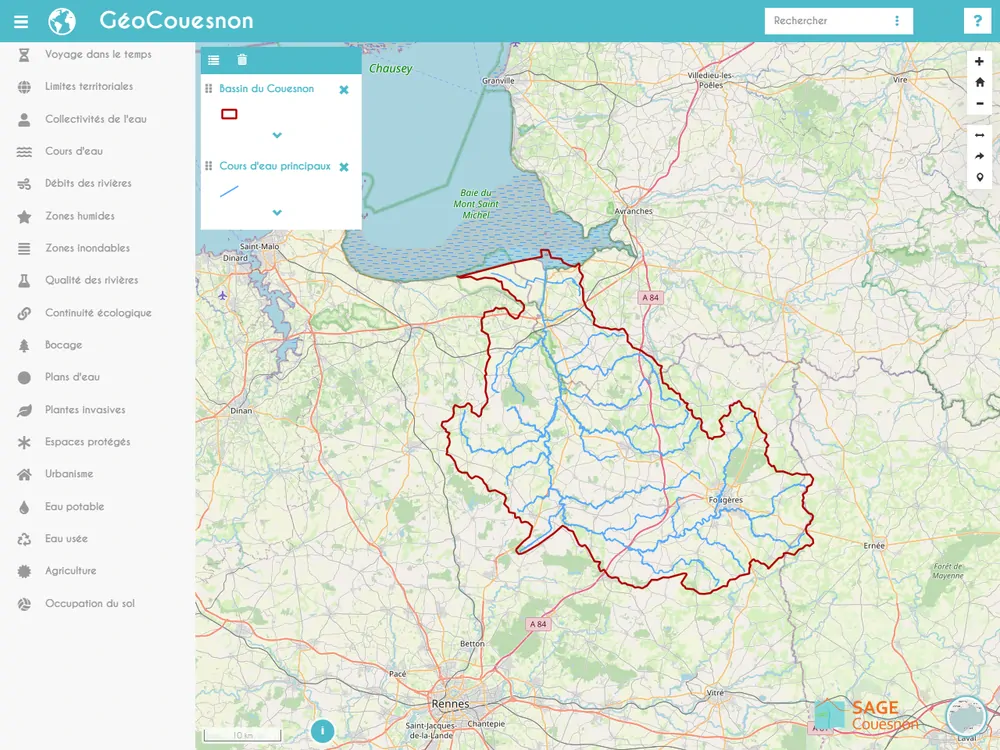 GéoCouesnon
Rechercher
?
Voyage dans le temps
Limites territoriales
Collectivités de l'eau
Cours d'eau
Débits des rivières
Zones humides
Zones inondables
Qualité des rivières
Continuité écologique
Bocage
Plans d'eau
Plantes invasives
Espaces protégés
Urbanisme
Eau potable
Eau usée
Agriculture
Occupation du sol
Bassin du Couesnon
Cours d'eau principaux
Chausey
Granville
Villedieu-les-
Poêles
Vire
Baie du
Mont Saint
Michel
Avranches
Saint-Malo
Dinard
A 84
Dinan
Fougères
Ernée
Forêt de
Mayenne
A 84
Betton
Pacé
Rennes
Vitré
Chantepie
Saint-Jacques-
de-la-Lande
SAGE
Couesnon
Laval
10 km
i